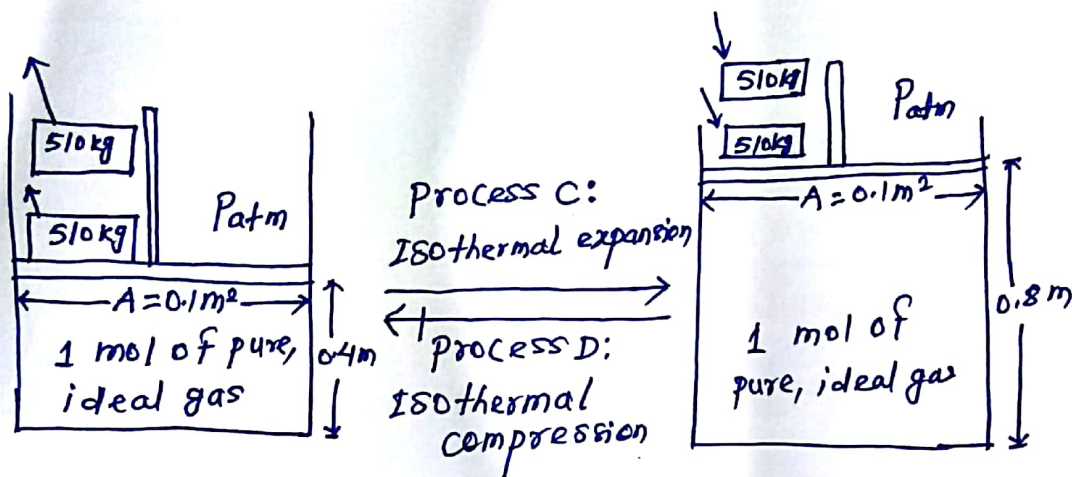 510kg
510kg
Patm
A=0.1m²
1 mol of pure,
ideal gas
0.4m
Process C:
Isothermal expansion
Process D:
Isothermal
compression
510kg
510kg
Patm
A=0.1m²
0.8m
1 mol of
pure, ideal gas